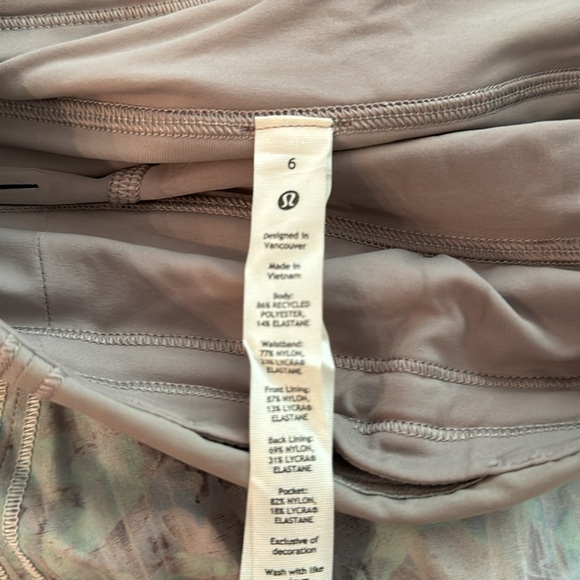 6
Designed in
Vancouver
Made in
Vietnam
Body:
86% RECYCLED
POLYESTER,
14% ELASTANE
Waistband:
77% NYLON,
LYCRA®
ELASTANE
Front Lining:
87% NYLON,
13% LYCRA®
ELASTANE
Back Lining:
69% NYLON,
31% LYCRA®
ELASTANE
Pocket:
82% NYLON,
18% LYCRA®
ELASTANE
Exclusive of
decoration
Wash with like